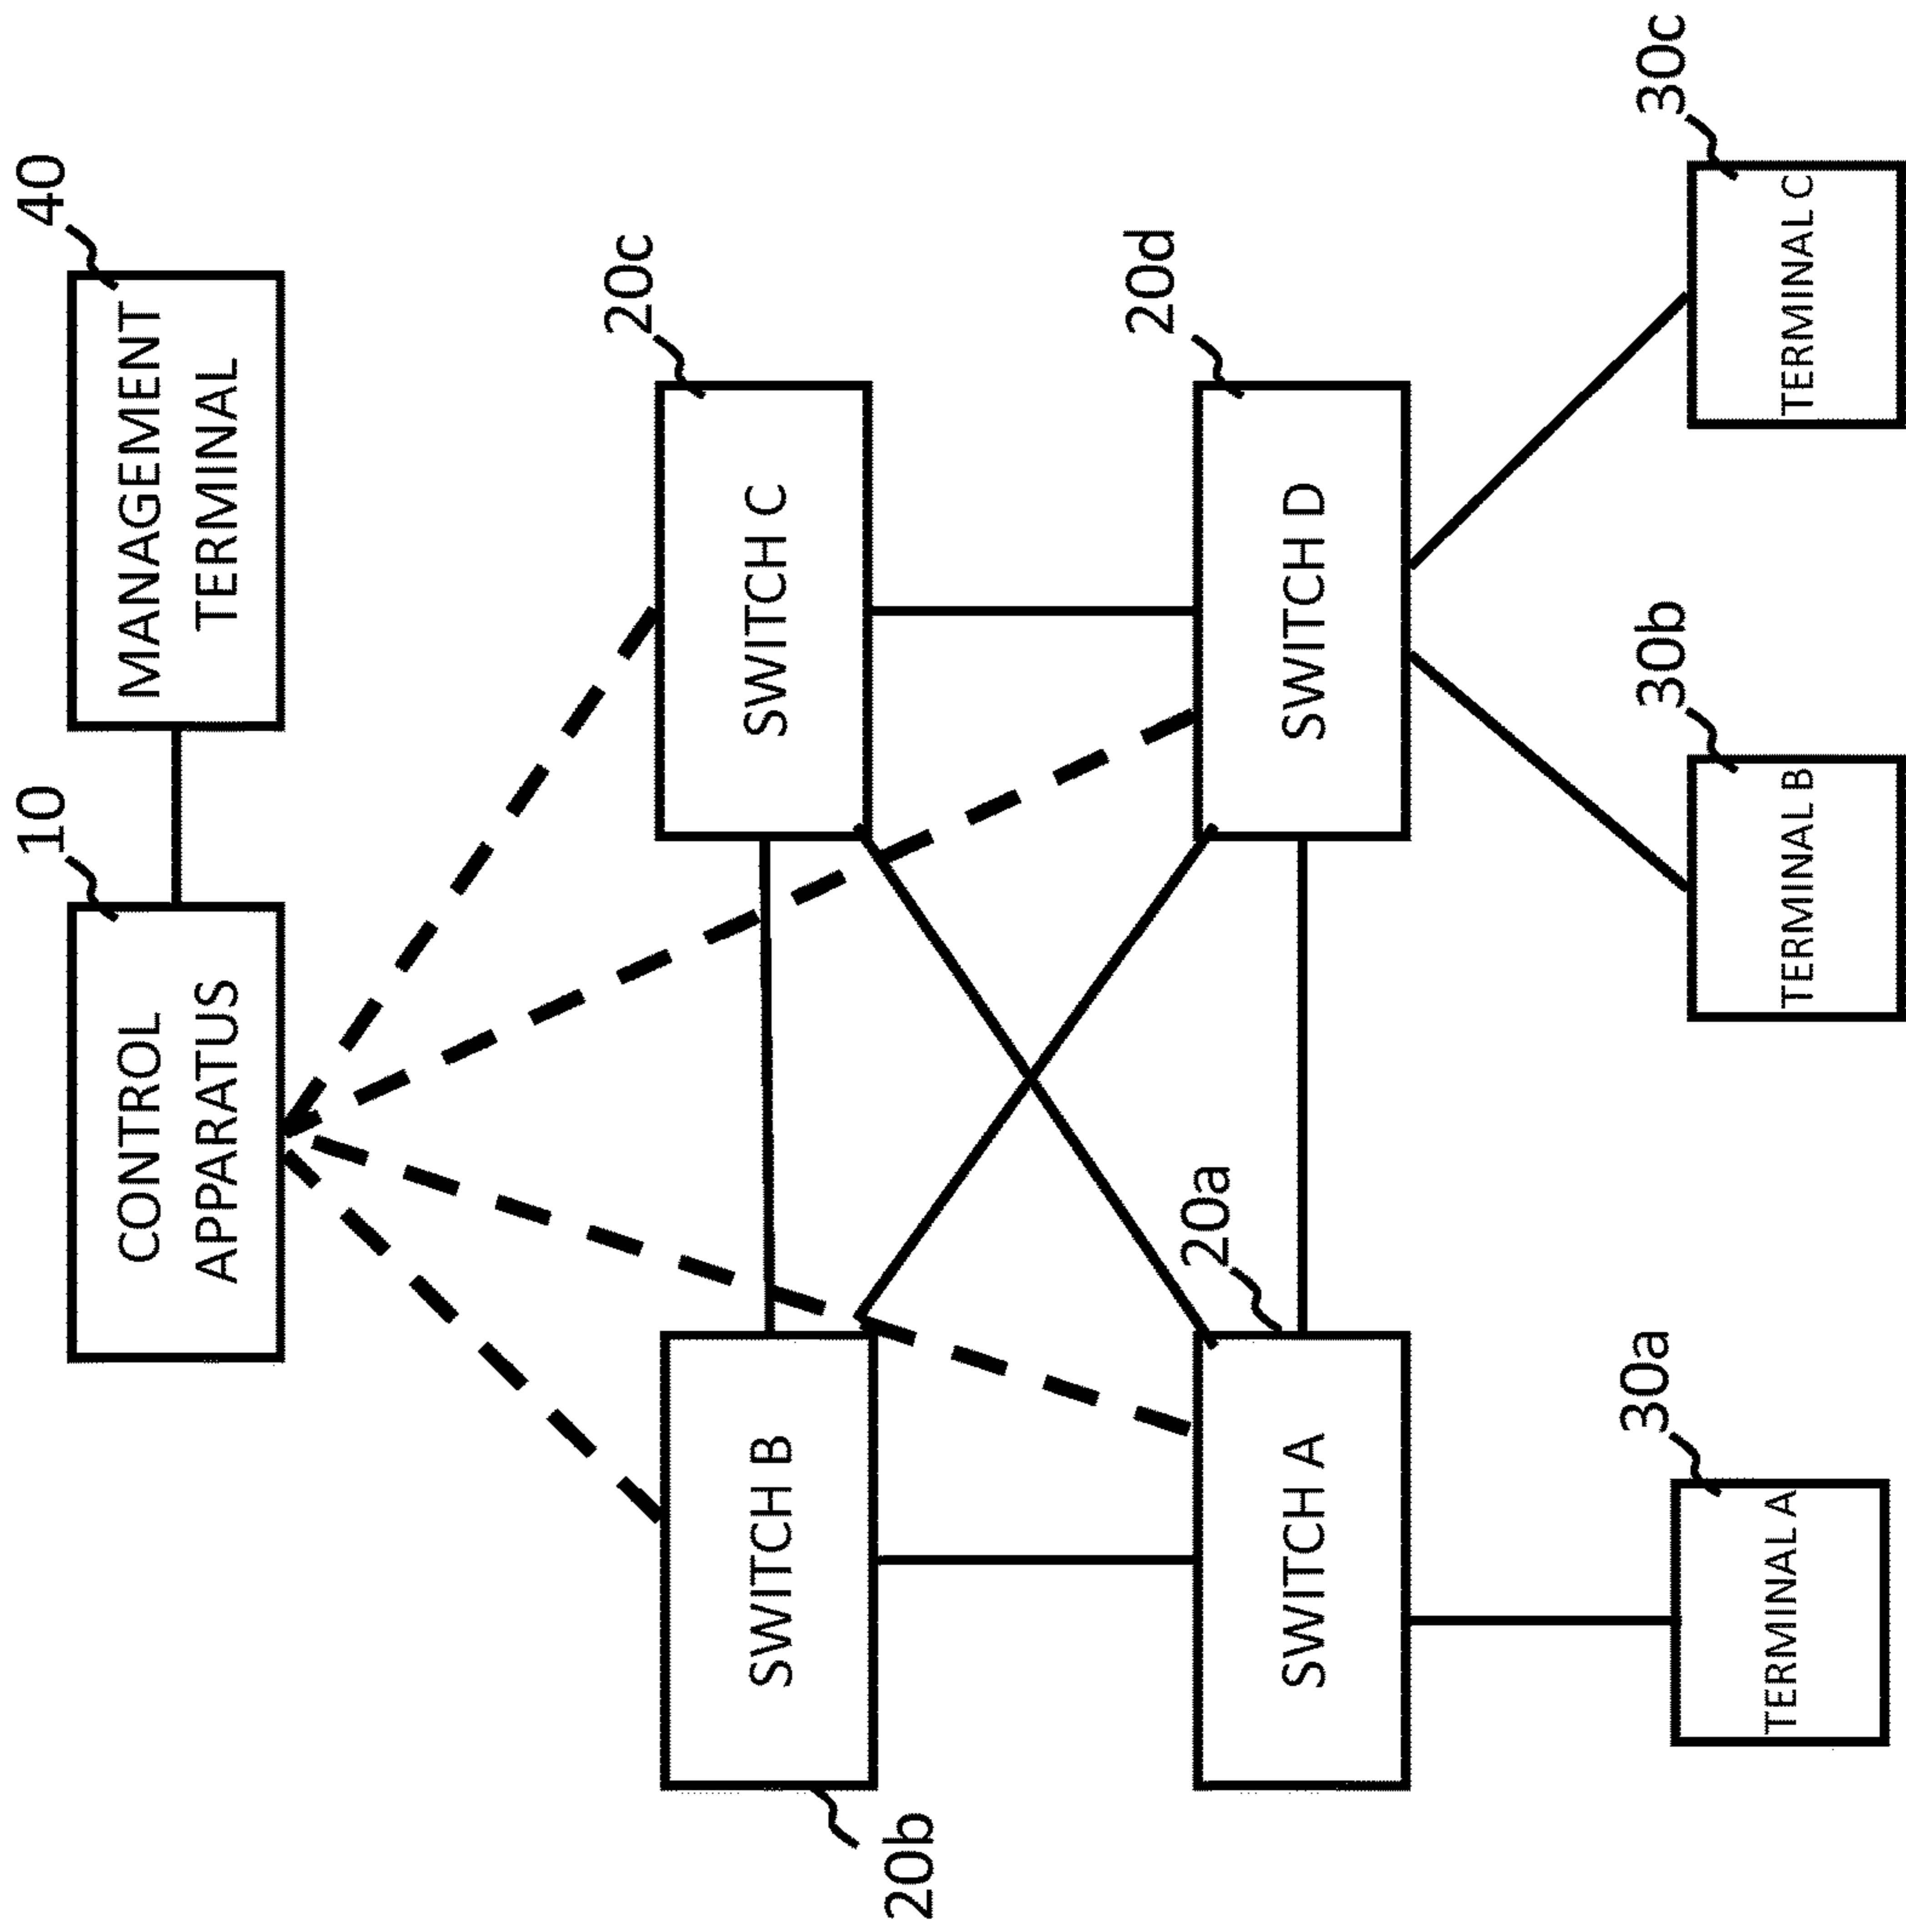 10
CONTROL
APPARATUS
40
MANAGEMENT
TERMINAL
20b
SWITCH B
20c
SWITCH C
20a
SWITCH A
20d
SWITCH D
30a
TERMINAL A
30b
TERMINAL B
30c
TERMINAL C